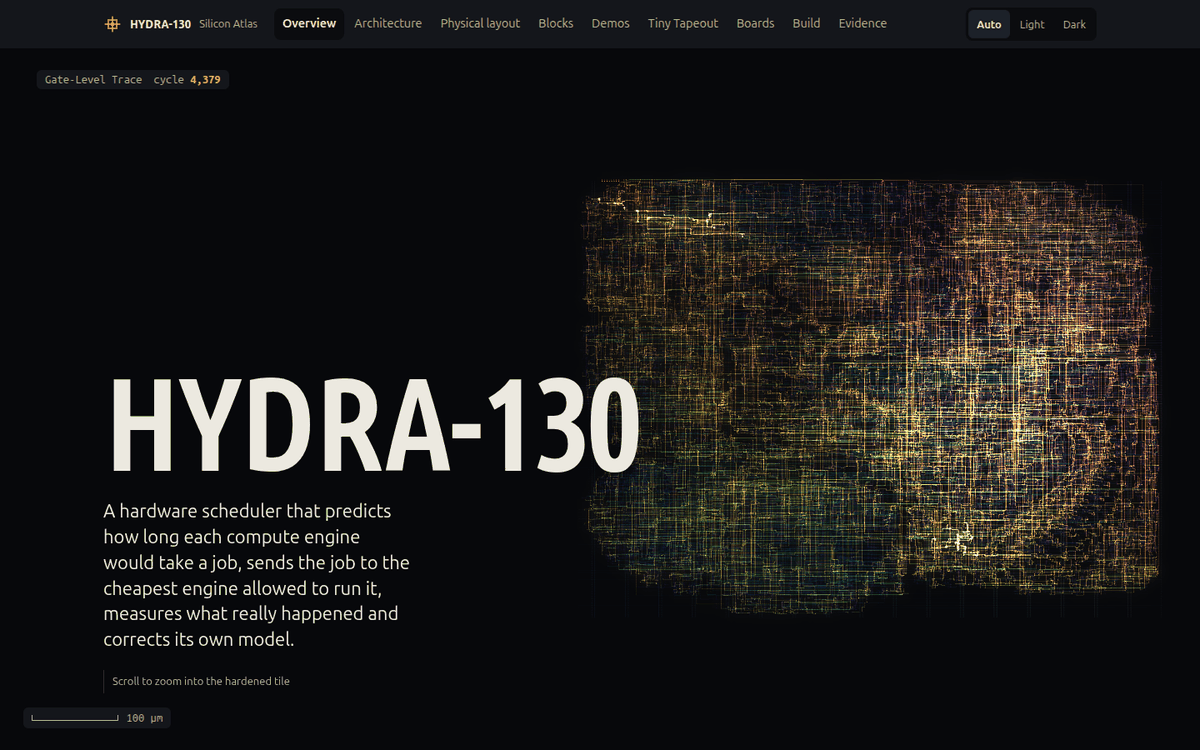 HYDRA-130 Silicon Atlas Overview Architecture Physical layout Blocks Demos Tiny Tapeout Boards Build Evidence Auto Light Dark
Gate-Level Trace cycle 4,379
HYDRA-130
A hardware scheduler that predicts
how long each compute engine
would take a job, sends the job to the
cheapest engine allowed to run it,
measures what really happened and
corrects its own model.
Scroll to zoom into the hardened tile
100 µm